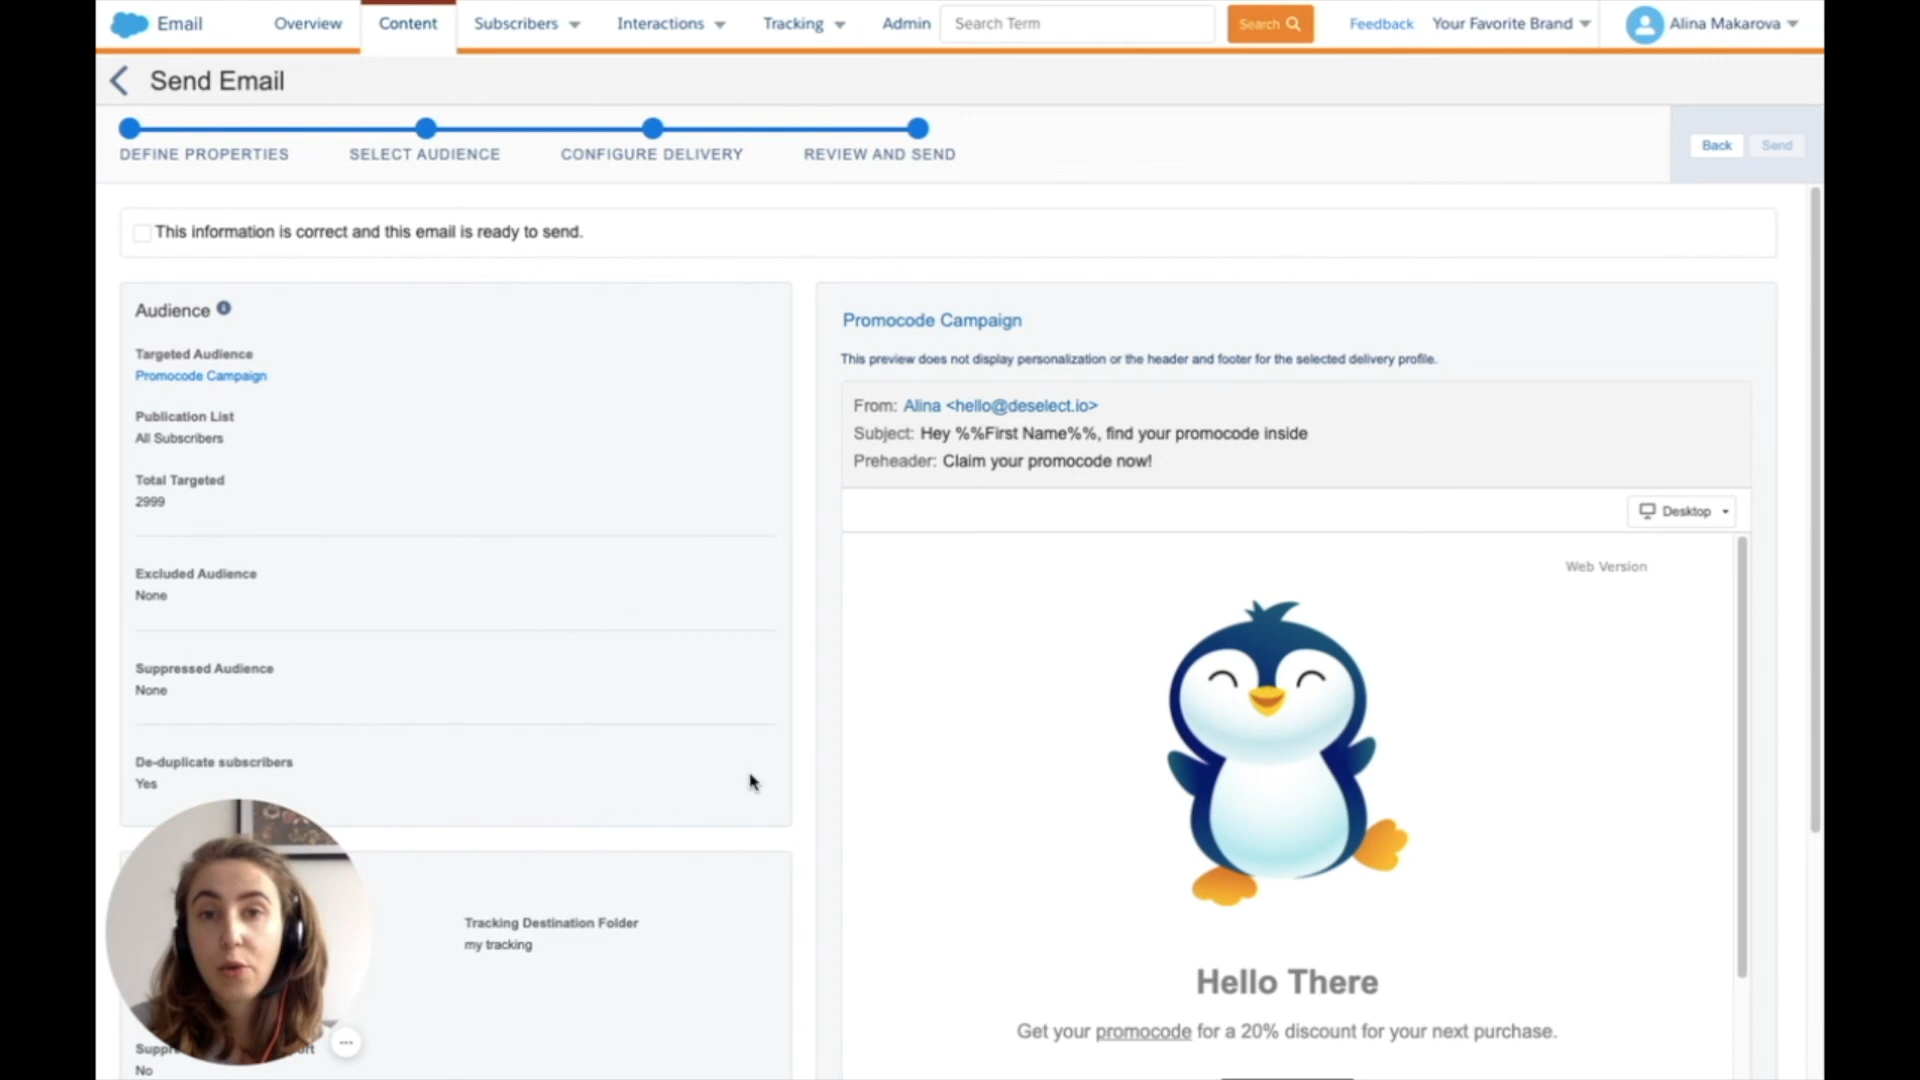 Email
Overview
Content
Subscribers
Interactions
Tracking
Admin
Search Term
Search
Feedback
Your Favorite Brand
Alina Makarova
Send Email
DEFINE PROPERTIES
SELECT AUDIENCE
CONFIGURE DELIVERY
REVIEW AND SEND
Back
Send
This information is correct and this email is ready to send.
Audience
Targeted Audience
Promocode Campaign
Publication List
All Subscribers
Total Targeted
2999
Excluded Audience
None
Suppressed Audience
None
De-duplicate subscribers
Yes
Tracking Destination Folder
my tracking
No
Promocode Campaign
This preview does not display personalization or the header and footer for the selected delivery profile.
From: Alina <hello@deselect.io>
Subject: Hey %%First Name%%, find your promocode inside
Preheader: Claim your promocode now!
Desktop
Web Version
Hello There
Get your promocode for a 20% discount for your next purchase.